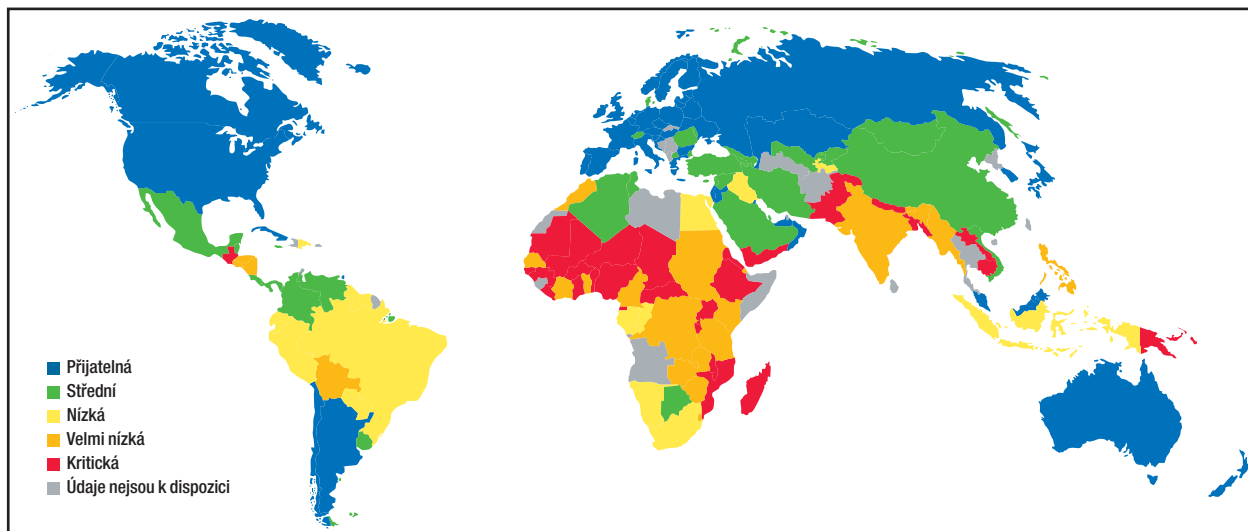 Přijatelná
Střední
Nízká
Velmi nízká
Kritická
Údaje nejsou k dispozici